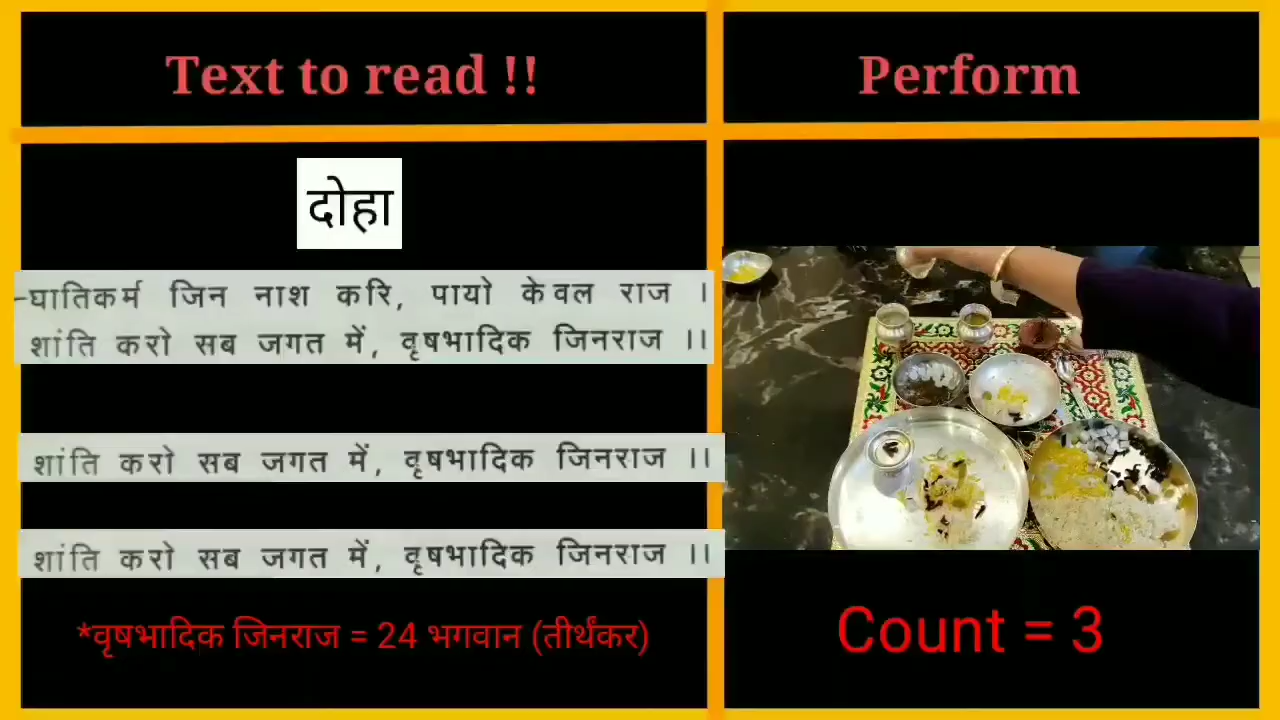 Text to read !!
Perform
दोहा
-घातिकर्म जिन नाश करि, पायो केवल राज ।
शांति करो सब जगत में, वृषभादिक जिनराज ।।
शांति करो सब जगत में, वृषभादिक जिनराज ।।
शांति करो सब जगत में, वृषभादिक जिनराज ।।
*वृषभादिक जिनराज = 24 भगवान (तीर्थंकर)
Count = 3